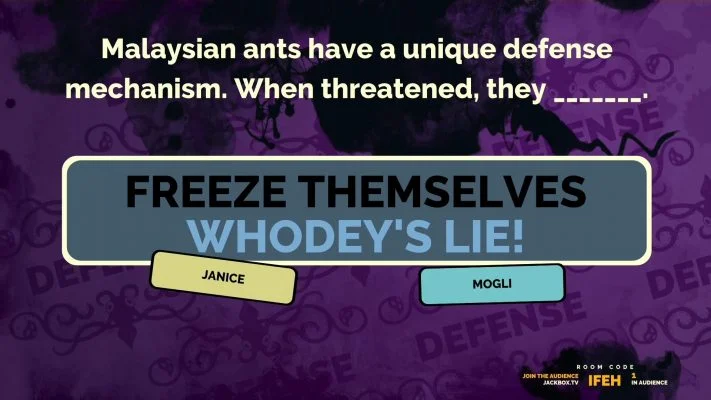 Malaysian ants have a unique defense
mechanism. When threatened, they _______.
DEFENSE
FREEZE THEMSELVES
WHODEY'S LIE!
JANICE
MOGLI
DEFENSE
DEFENSE
DEFENSE
ROOM CODE
JOIN THE AUDIENCE
JACKBOX.TV
IFEH
1
IN AUDIENCE